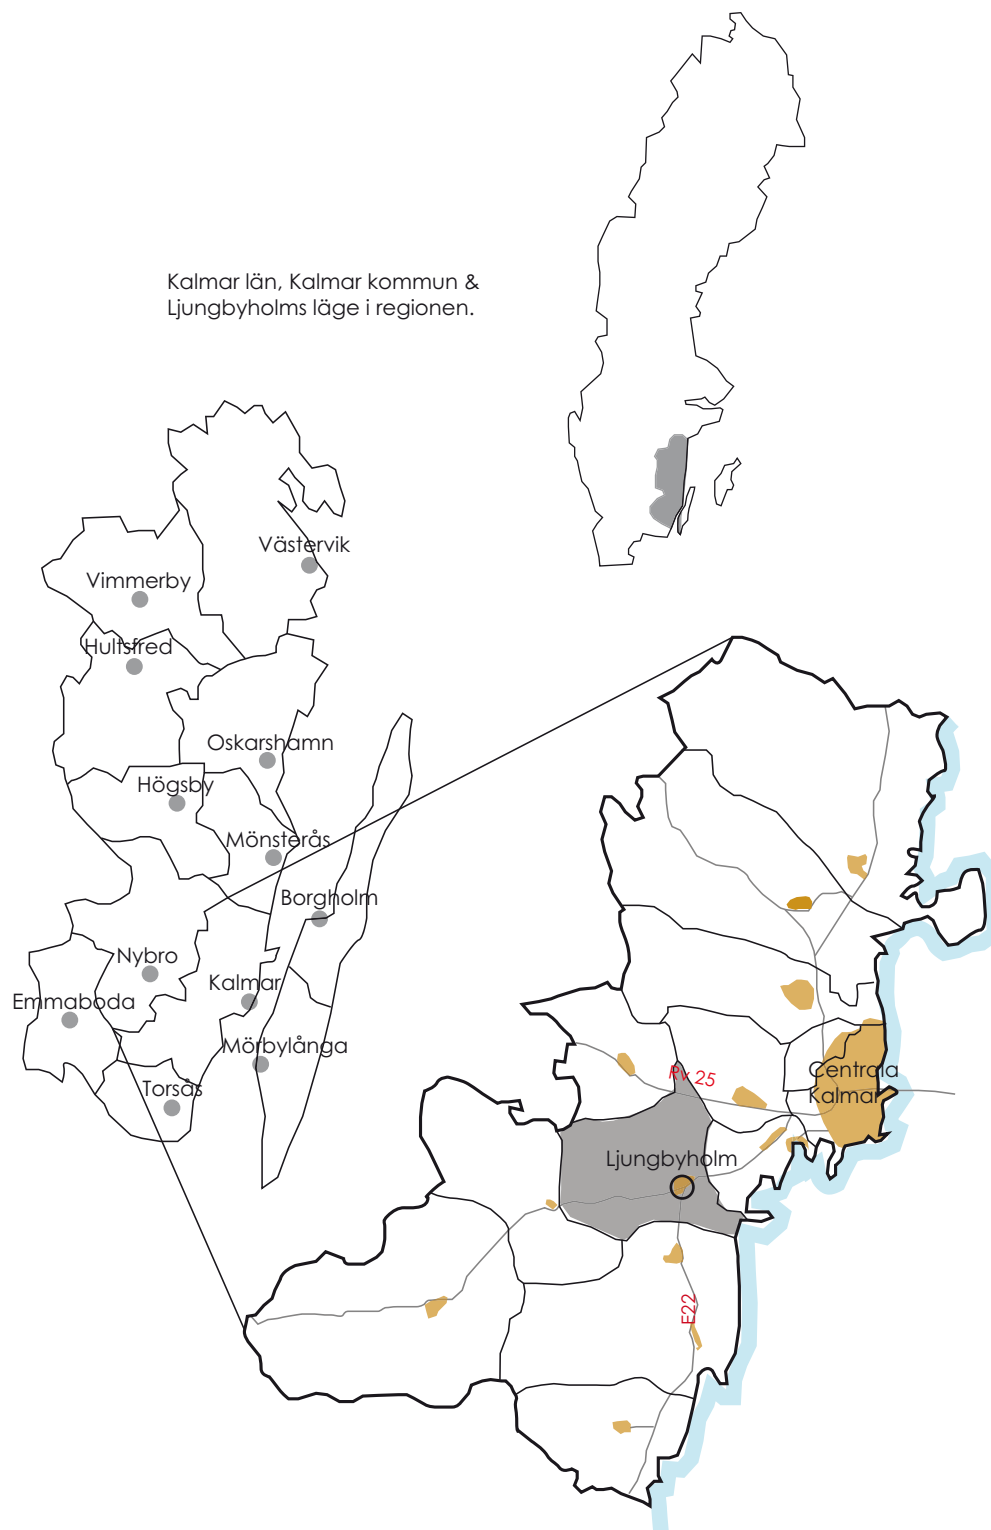 Kalmar län, Kalmar kommun &
Ljungbyholms läge i regionen.
Västervik
Vimmerby
Hultsfred
Oskarshamn
Högsby
Mönsterås
Borgholm
Nybro
Kalmar
Emmaboda
Mörbylånga
Torsås
Rv 25
Centrala
Kalmar
Ljungbyholm
E22